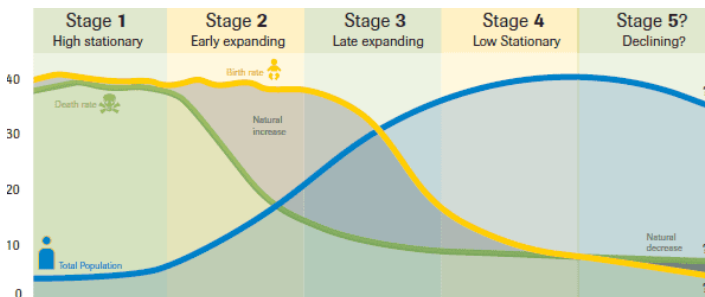 Stage 1
High stationary
Stage 2
Early expanding
Stage 3
Late expanding
Stage 4
Low Stationary
Stage 5?
Declining?
40
30
20
10
0
Birth rate
Death rate
Natural
increase
Total Population
Natural
decrease